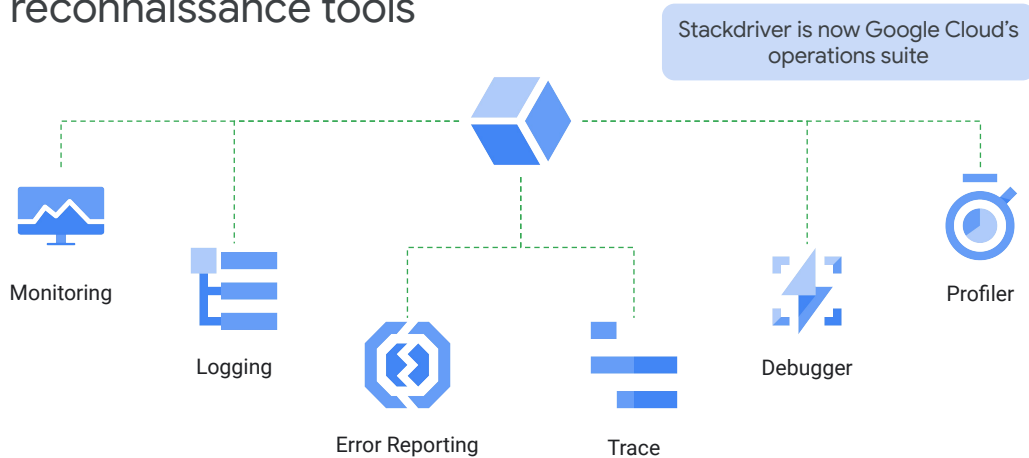 reconnaissance tools
Stackdriver is now Google Cloud's
operations suite
Monitoring
Logging
Error Reporting
Trace
Debugger
Profiler